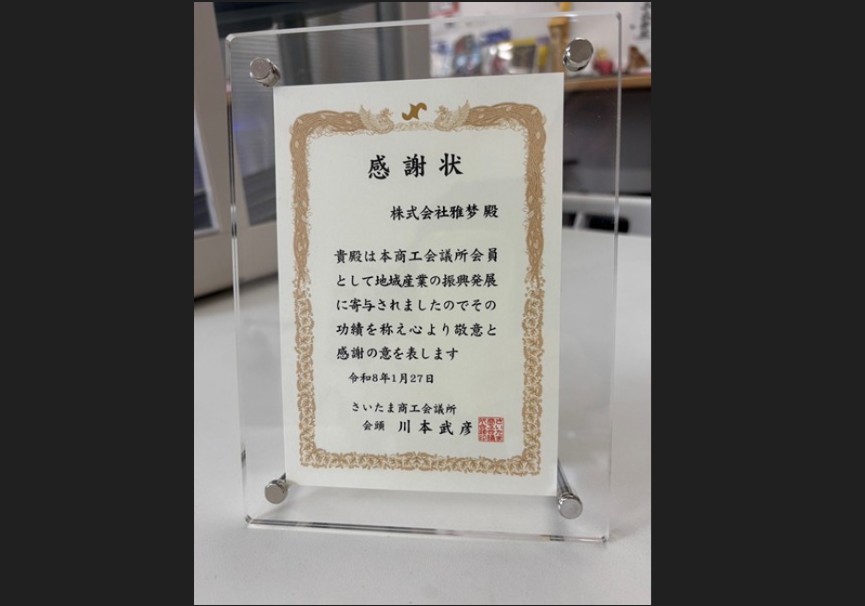 感謝状
株式会社雅梦殿
貴殿は本商工会議所会員
として地域産業の振興発展
に寄与されましたのでその
功績を称え心より敬意と
感謝の意を表します
令和8年1月27日
さいたま商工会議所
会頭 川本武彦